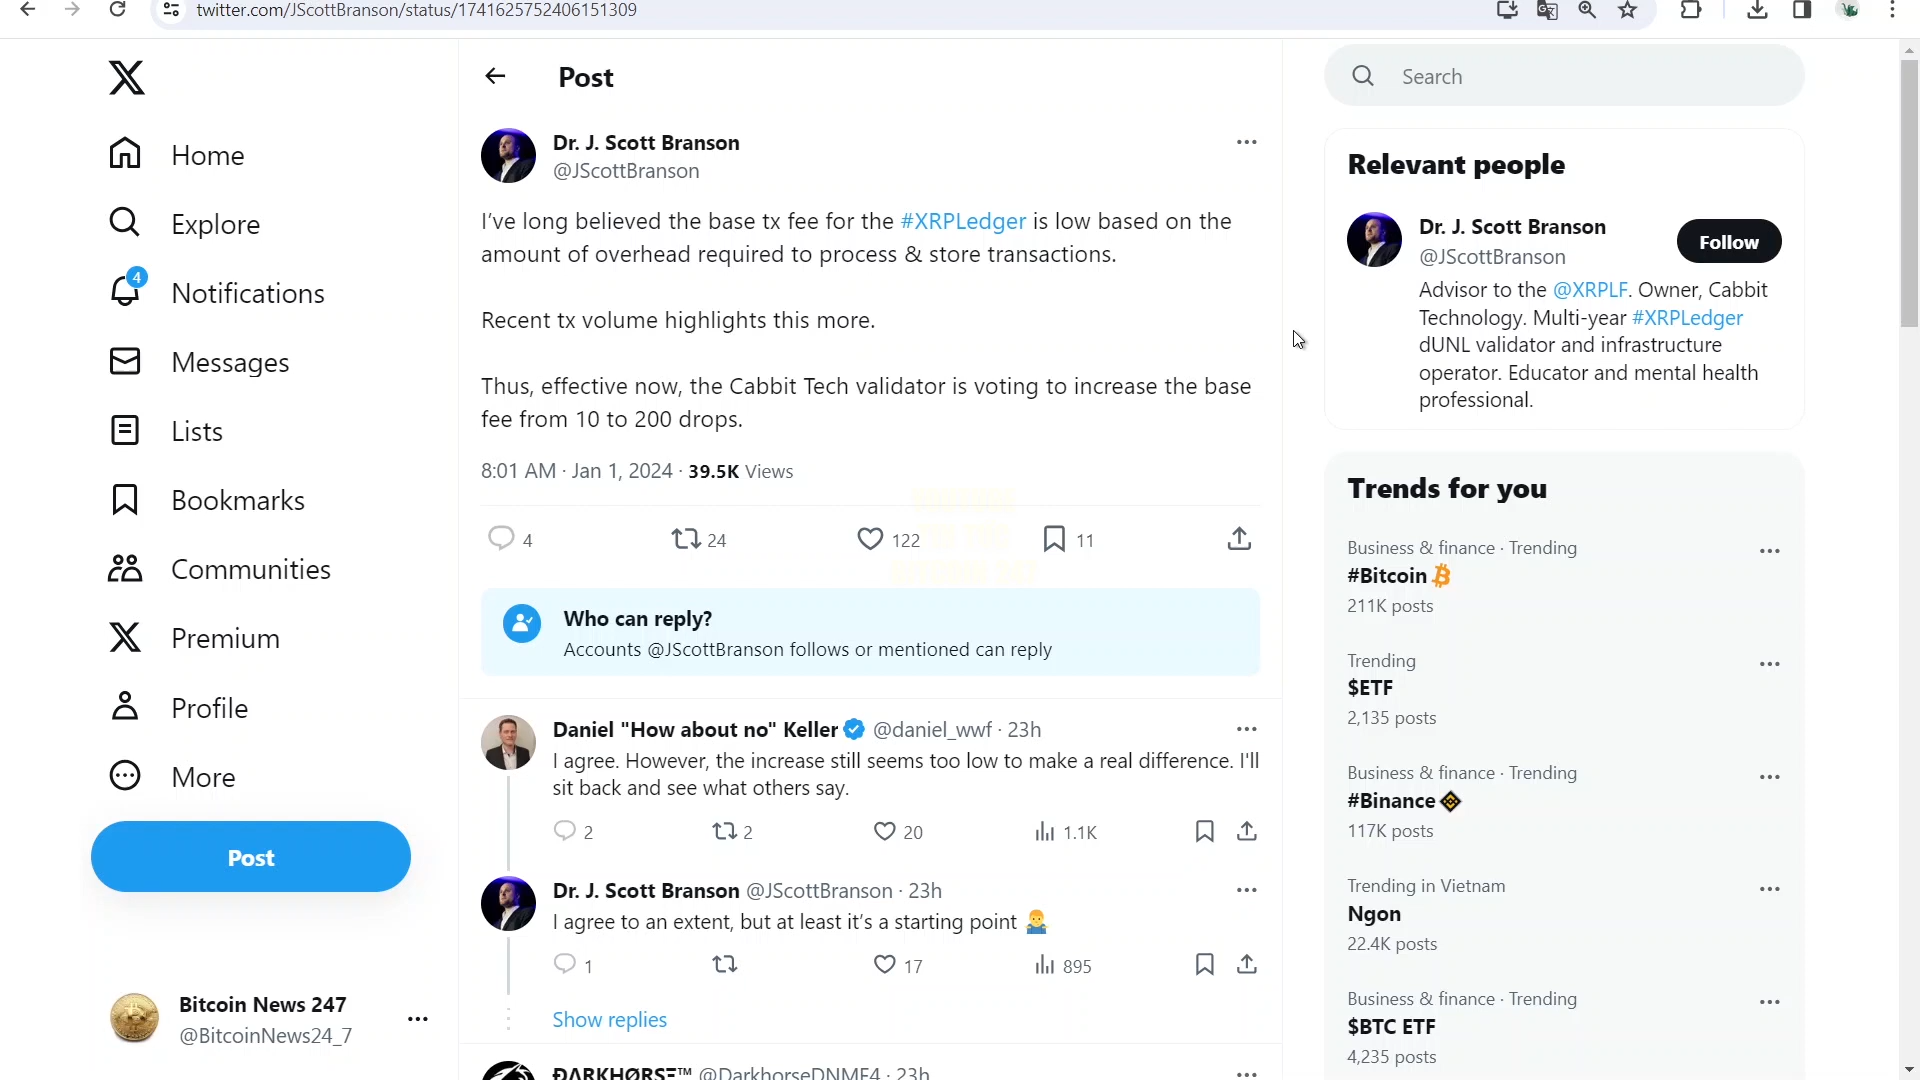 twitter.com/JScottBranson/status/1741625752406151309
Post
Search
Dr. J. Scott Branson
@JScottBranson
I've long believed the base tx fee for the #XRPLedger is low based on the
amount of overhead required to process & store transactions.
Recent tx volume highlights this more.
Thus, effective now, the Cabbit Tech validator is voting to increase the base
fee from 10 to 200 drops.
8:01 AM · Jan 1, 2024 · 39.5K Views
4
24
122
11
Who can reply?
Accounts @JScottBranson follows or mentioned can reply
Daniel "How about no" Keller @daniel_wwf · 23h
I agree. However, the increase still seems too low to make a real difference. I'll
sit back and see what others say.
2
2
20
1.1K
Dr. J. Scott Branson @JScottBranson · 23h
I agree to an extent, but at least it's a starting point
1
17
895
Show replies
ĐΛRKHØRSΞ™ @DarkhorseDNME4 · 23h
Home
Explore
4
Notifications
Messages
Lists
Bookmarks
Communities
Premium
Profile
More
Post
Bitcoin News 247
@BitcoinNews24_7
Relevant people
Dr. J. Scott Branson
@JScottBranson
Follow
Advisor to the @XRPLF. Owner, Cabbit
Technology. Multi-year #XRPLedger
dUNL validator and infrastructure
operator. Educator and mental health
professional.
Trends for you
Business & finance · Trending
#Bitcoin
211K posts
Trending
$ETF
2,135 posts
Business & finance · Trending
#Binance
117K posts
Trending in Vietnam
Ngon
22.4K posts
Business & finance · Trending
$BTC ETF
4,235 posts